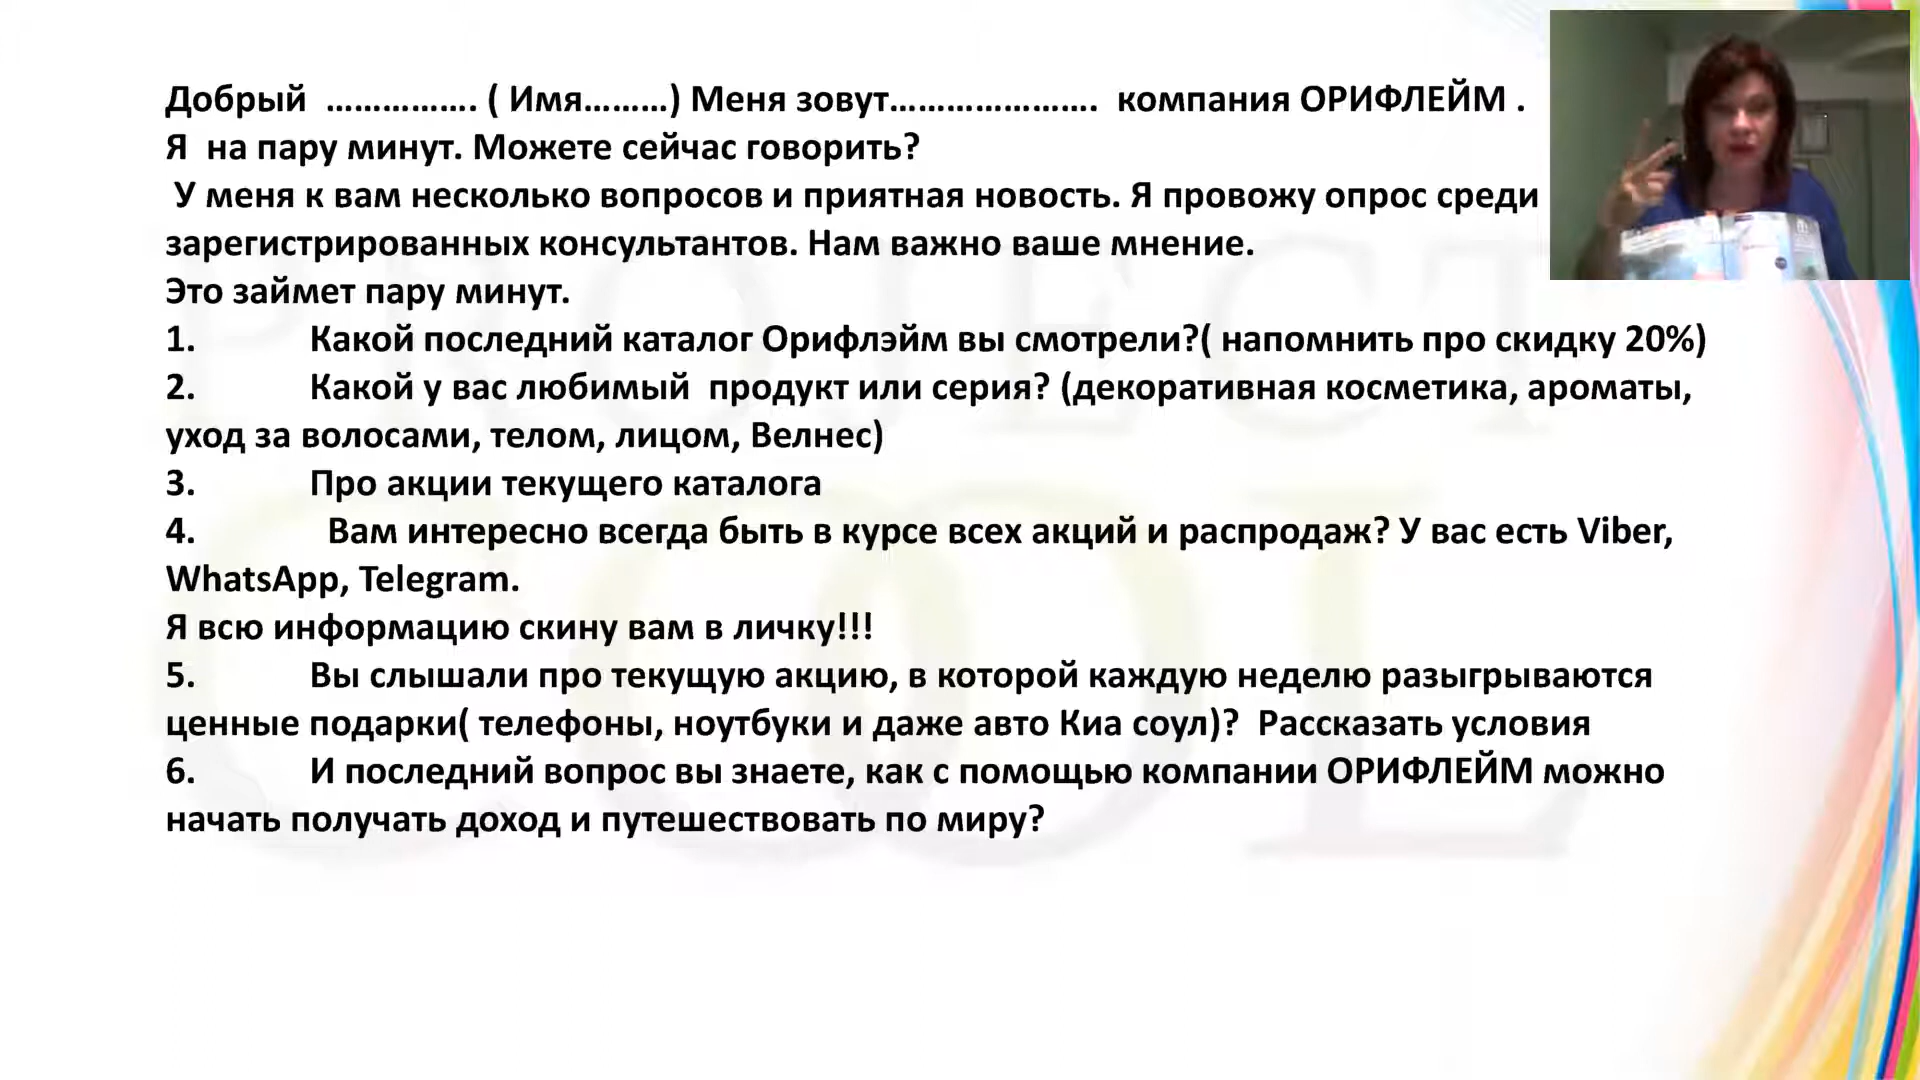 Добрый ……………. ( Имя………) Меня зовут…………………. компания ОРИФЛЕЙМ .
Я на пару минут. Можете сейчас говорить?
У меня к вам несколько вопросов и приятная новость. Я провожу опрос среди
зарегистрированных консультантов. Нам важно ваше мнение.
Это займет пару минут.
1. Какой последний каталог Орифлэйм вы смотрели?( напомнить про скидку 20%)
2. Какой у вас любимый продукт или серия? (декоративная косметика, ароматы,
уход за волосами, телом, лицом, Велнес)
3. Про акции текущего каталога
4. Вам интересно всегда быть в курсе всех акций и распродаж? У вас есть Viber,
WhatsApp, Telegram.
Я всю информацию скину вам в личку!!!
5. Вы слышали про текущую акцию, в которой каждую неделю разыгрываются
ценные подарки( телефоны, ноутбуки и даже авто Киа соул)? Рассказать условия
6. И последний вопрос вы знаете, как с помощью компании ОРИФЛЕЙМ можно
начать получать доход и путешествовать по миру?
PROJECT
COOL